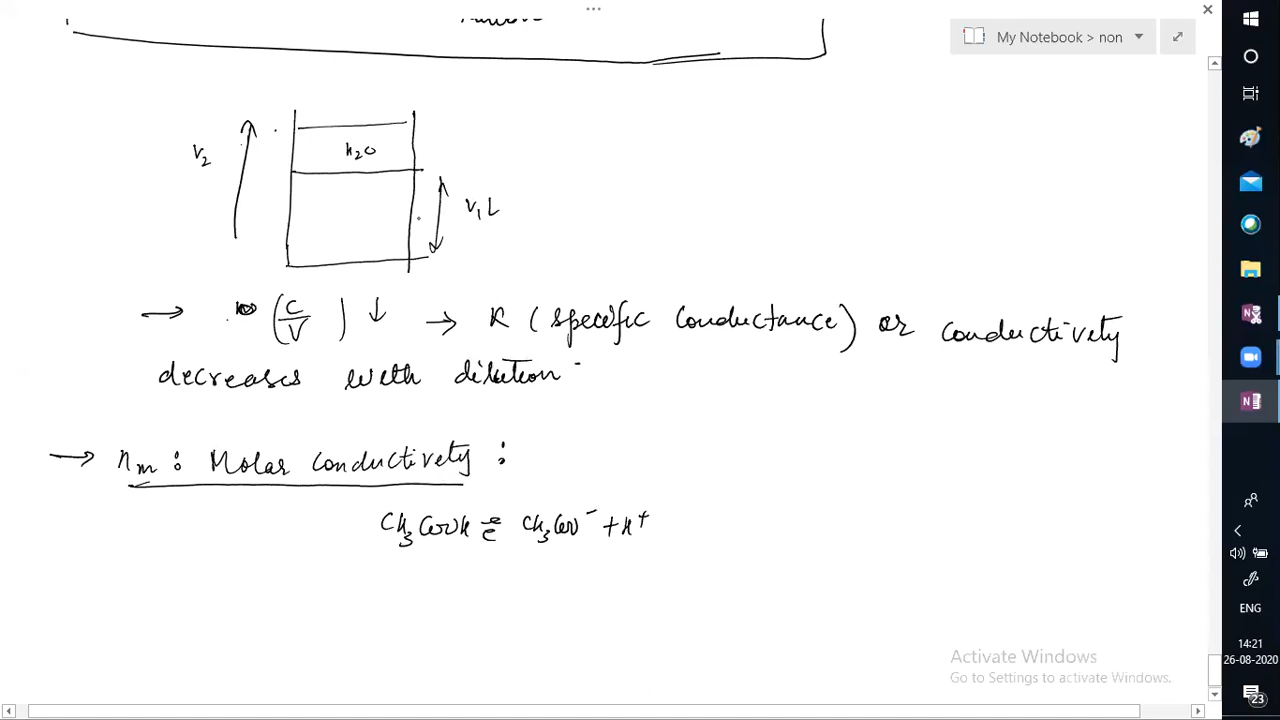 My Notebook > non
V₂
H₂O
V₁ L
→ (C/V) ↓ → K (specific conductance) or conductivity
decreases with dilution -
→ Λm : Molar conductivity :
CH₃COOH ⇌ CH₃COO⁻ + H⁺
Activate Windows
Go to Settings to activate Windows.
ENG
14:21
26-08-2020
23